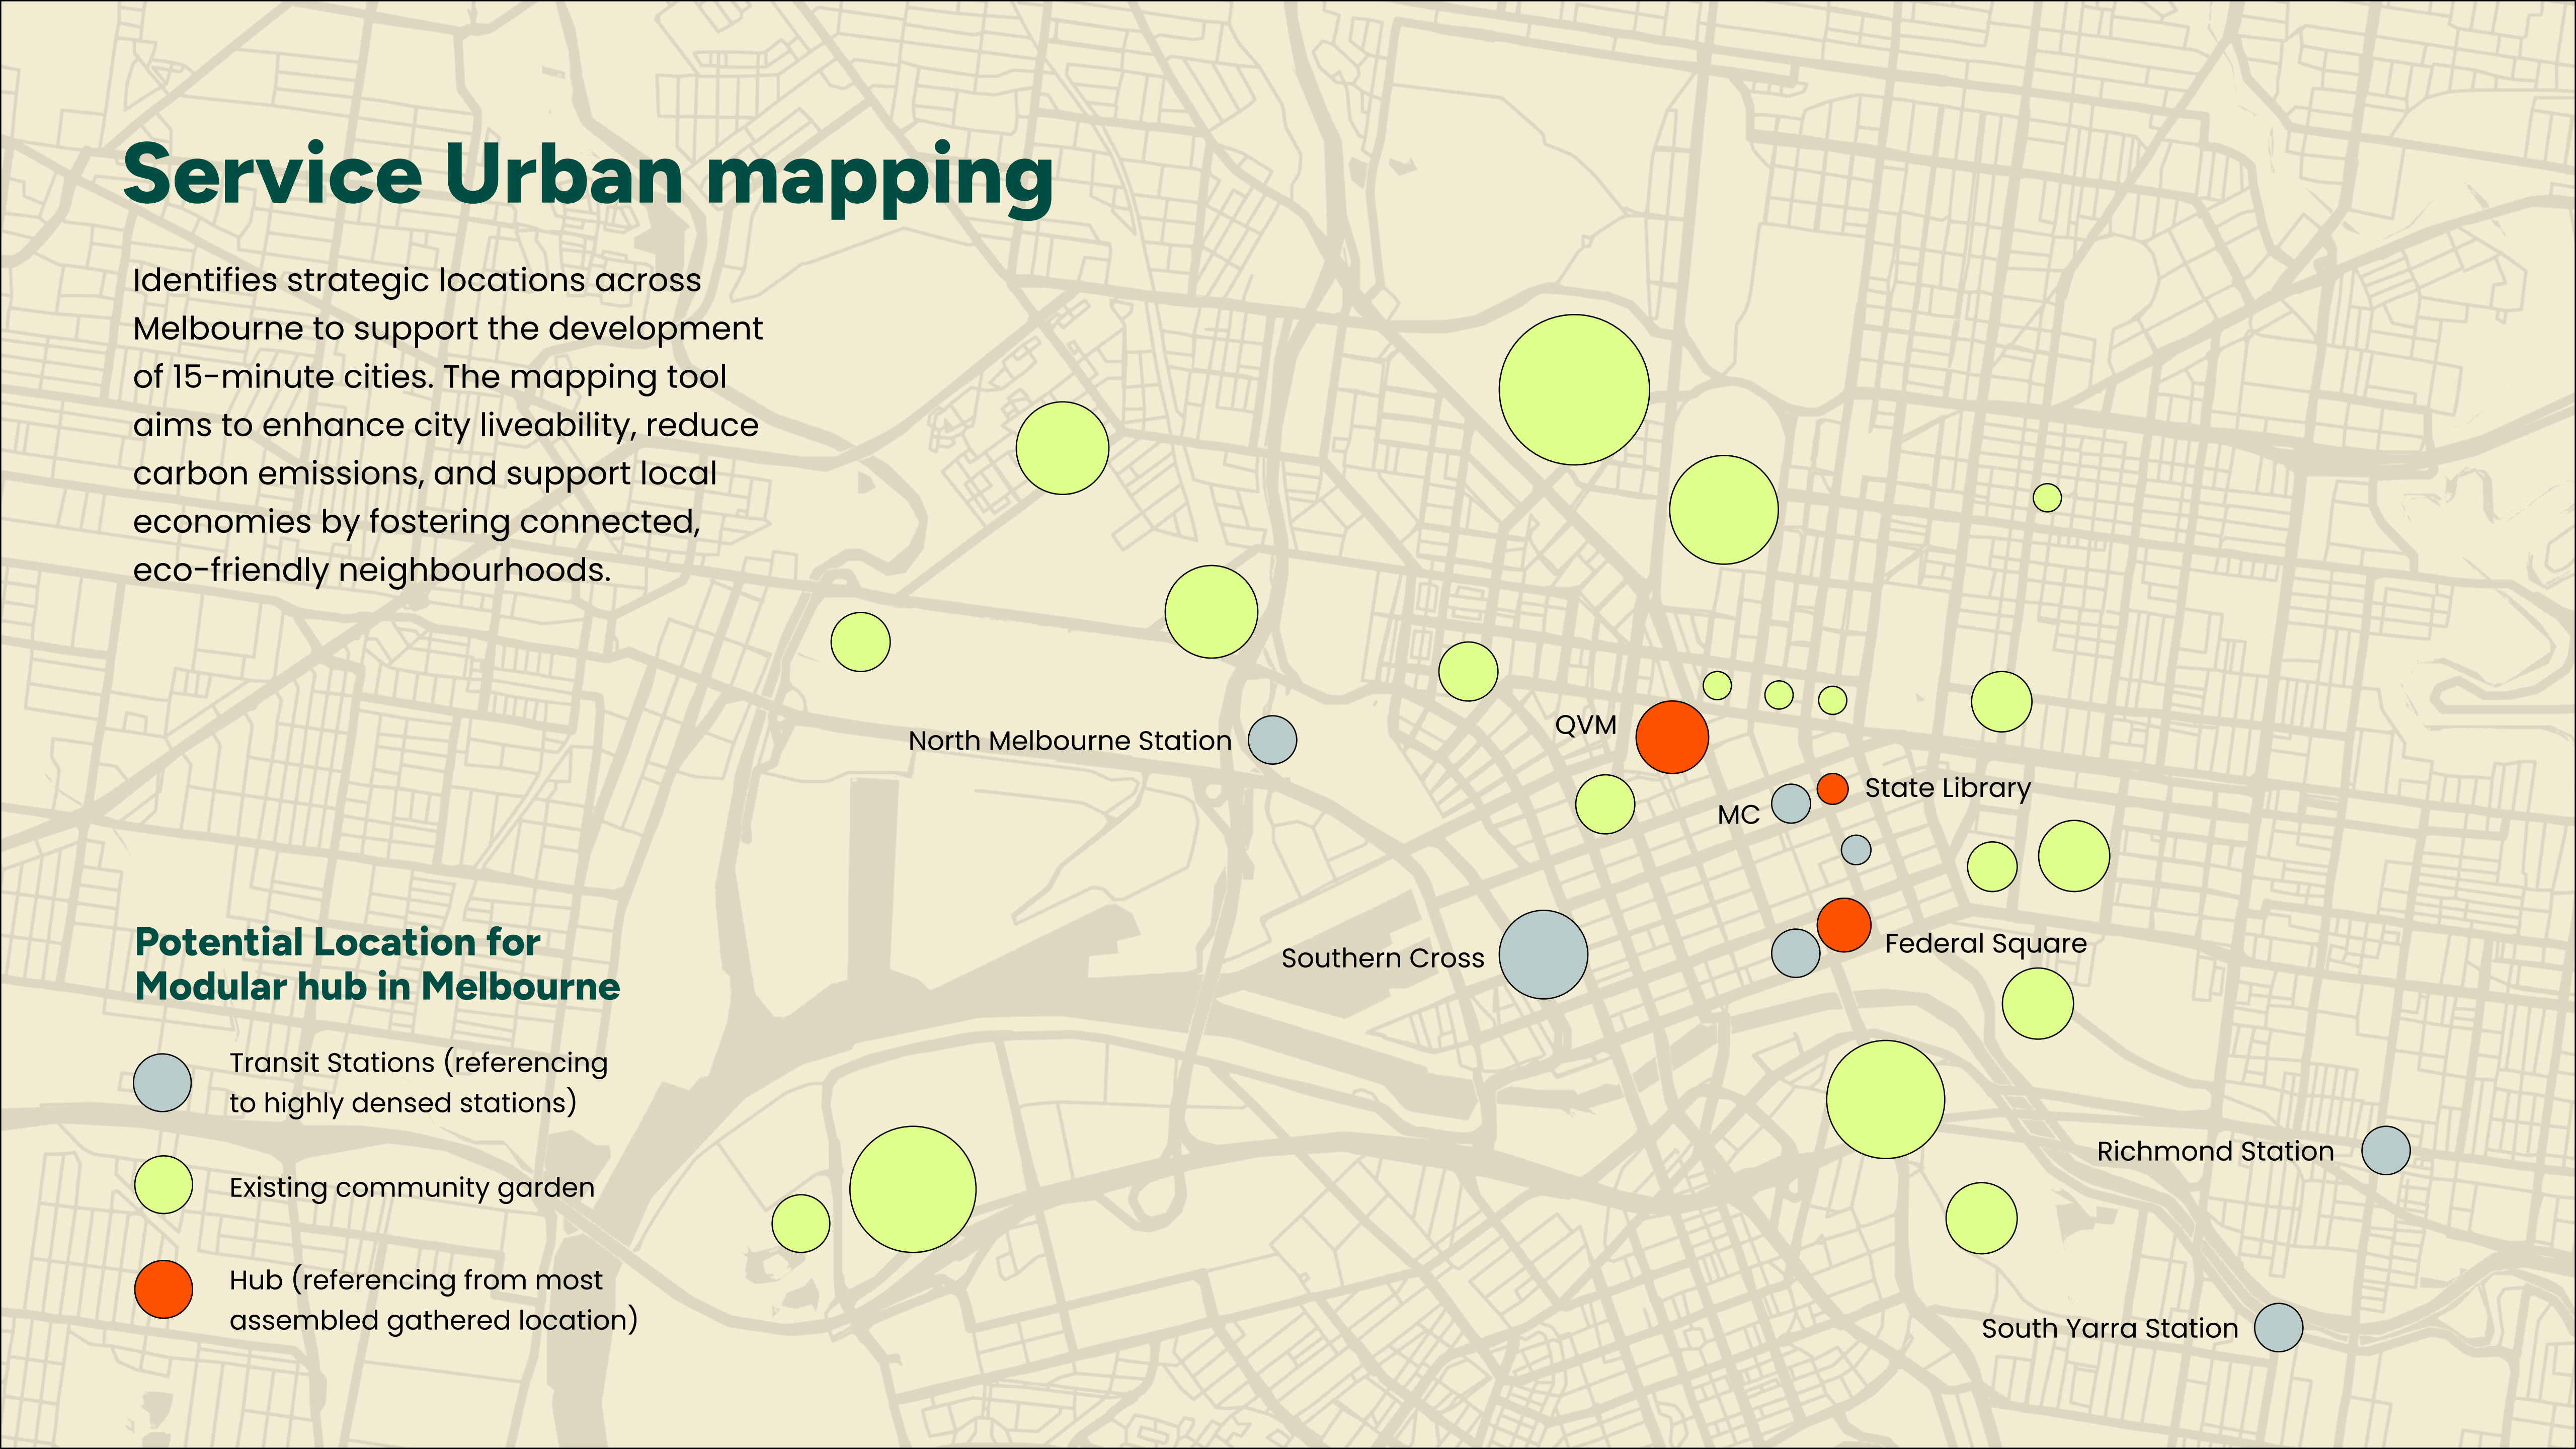 Service Urban mapping
Identifies strategic locations across
Melbourne to support the development
of 15-minute cities. The mapping tool
aims to enhance city liveability, reduce
carbon emissions, and support local
economies by fostering connected,
eco-friendly neighbourhoods.
Potential Location for
Modular hub in Melbourne
Transit Stations (referencing
to highly densed stations)
Existing community garden
Hub (referencing from most
assembled gathered location)
QVM
North Melbourne Station
State Library
MC
Federal Square
Southern Cross
Richmond Station
South Yarra Station